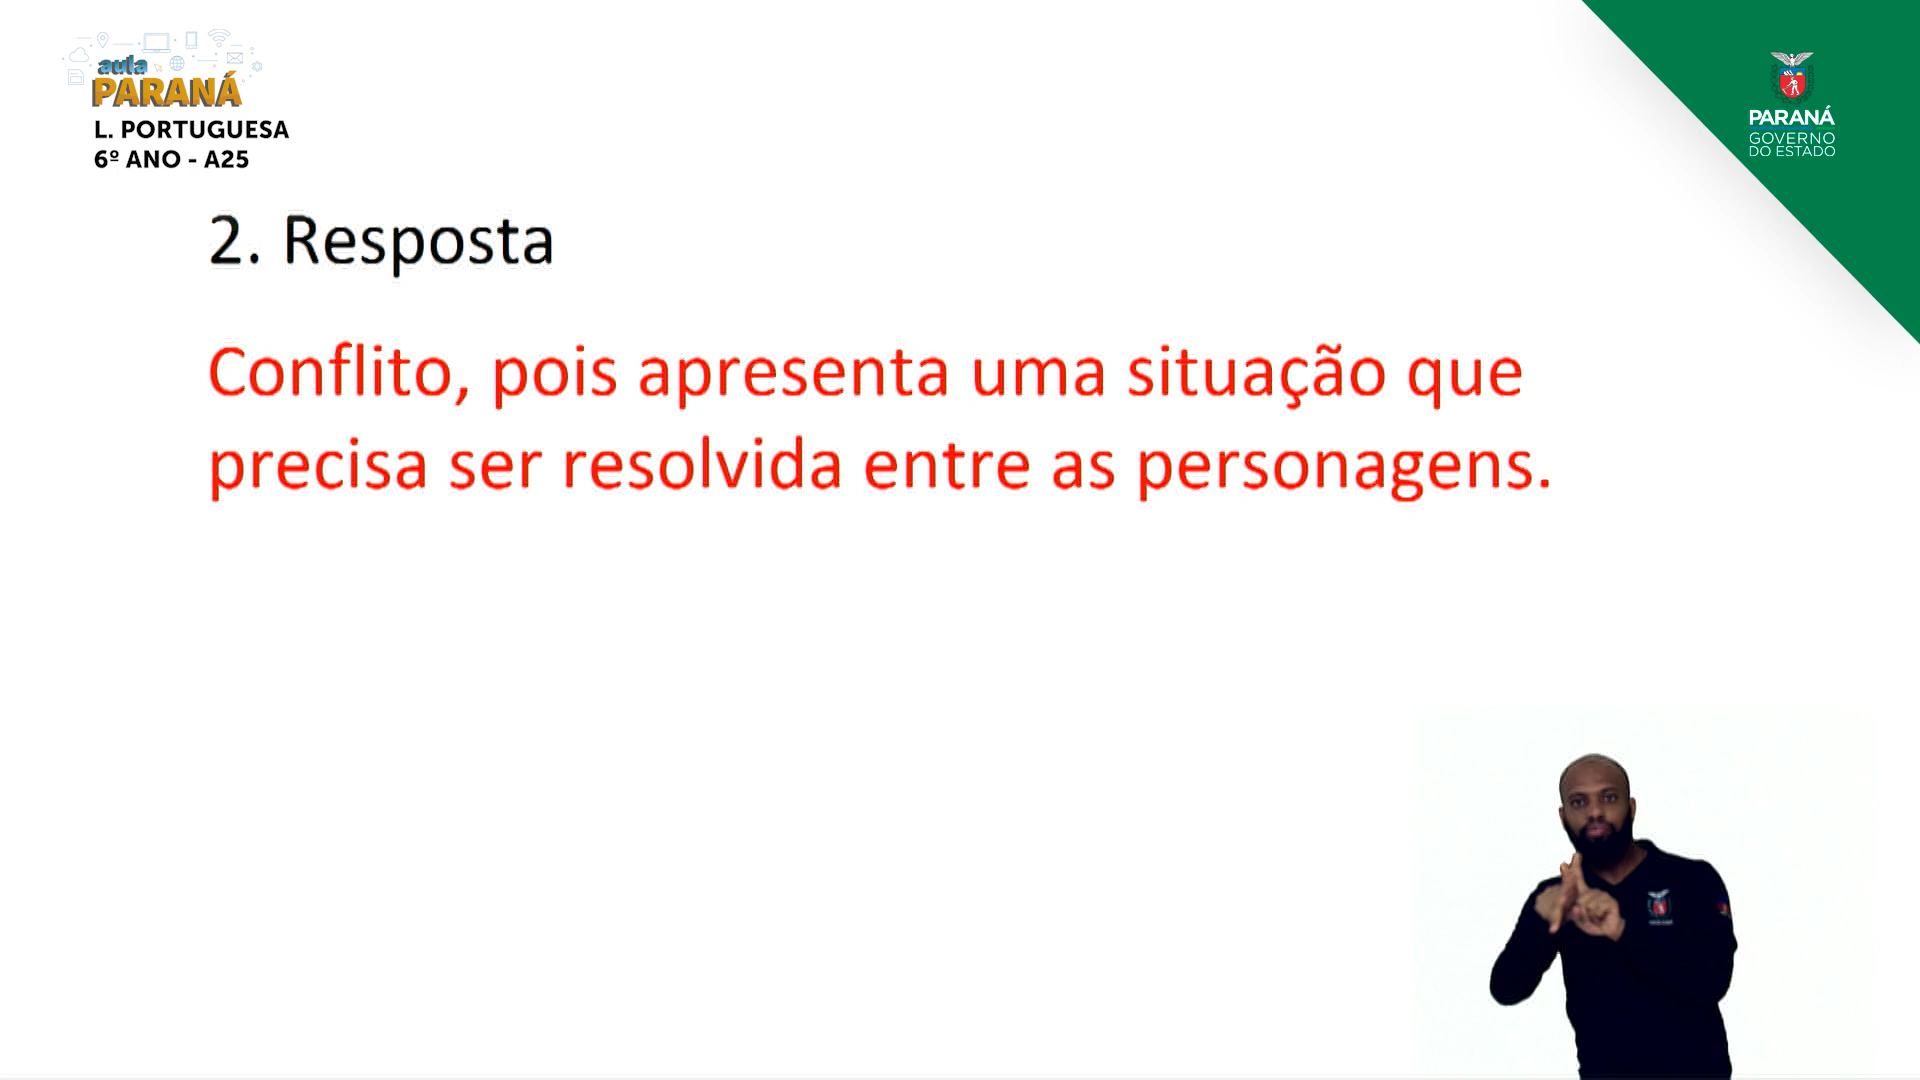 aula
PARANÁ
L. PORTUGUESA
6º ANO - A25
PARANÁ
GOVERNO
DO ESTADO
2. Resposta
Conflito, pois apresenta uma situação que
precisa ser resolvida entre as personagens.